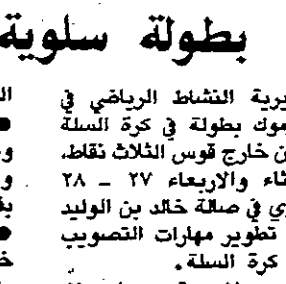 بطولة سلوية
يرية النشاط الرياضي في
موك بطولة في كرة السلة
ن خارج قوس الثلاث نقاط،
ثاء والاربعاء ٢٧ - ٢٨
ي في صالة خالد بن الوليد
تطوير مهارات التصويب
كرة السلة.